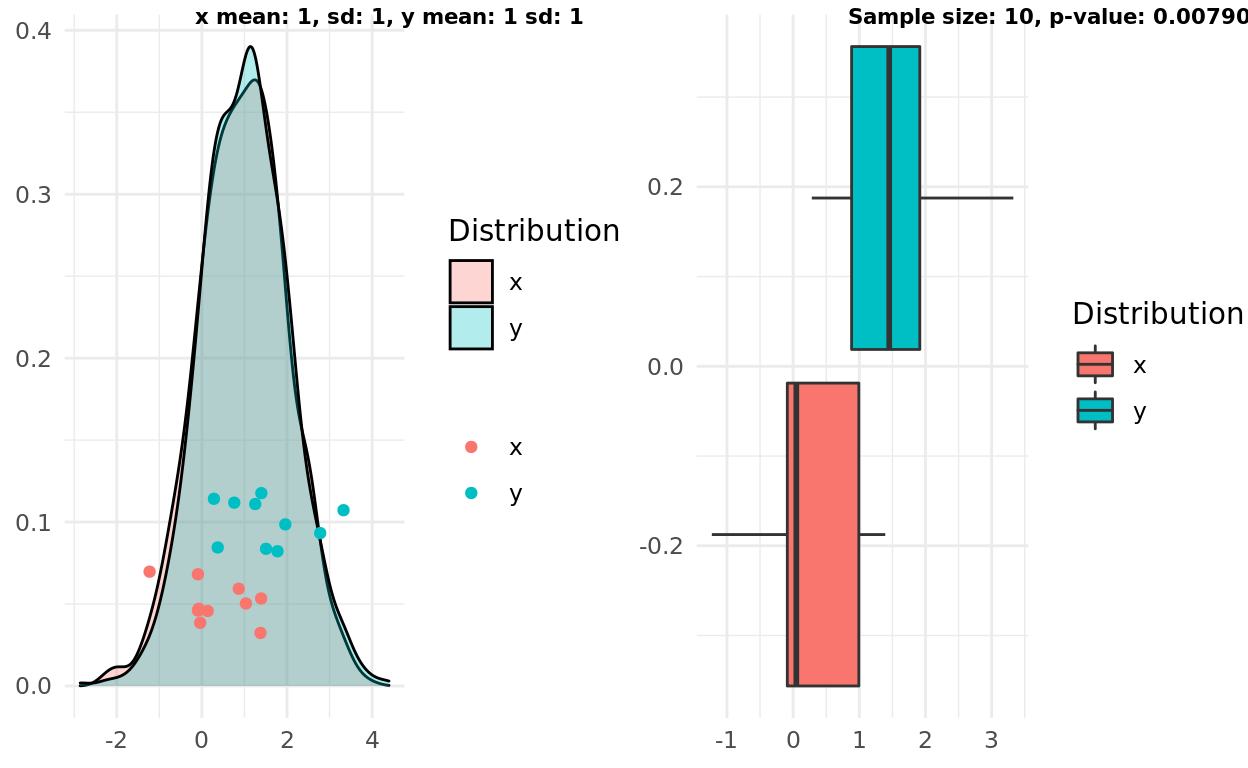 x mean: 1, sd: 1, y mean: 1 sd: 1
0.4
0.3
0.2
0.1
0.0
-2
0
2
4
Distribution
x
y
x
y
Sample size: 10, p-value: 0.00790
0.2
0.0
-0.2
-1
0
1
2
3
Distribution
x
y